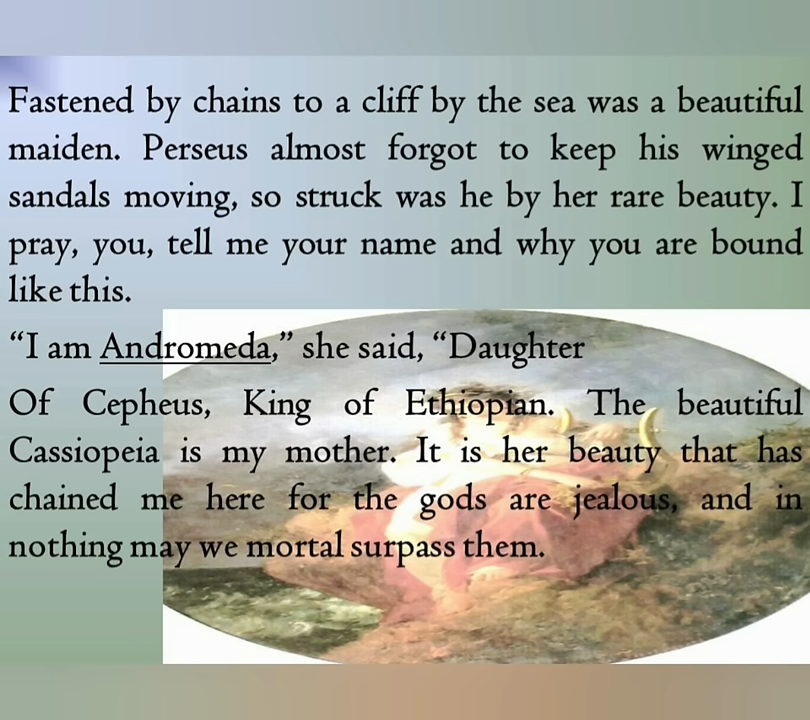 Fastened by chains to a cliff by the sea was a beautiful
maiden. Perseus almost forgot to keep his winged
sandals moving, so struck was he by her rare beauty. I
pray, you, tell me your name and why you are bound
like this.
“I am Andromeda,” she said, “Daughter
Of Cepheus, King of Ethiopian. The beautiful
Cassiopeia is my mother. It is her beauty that has
chained me here for the gods are jealous, and in
nothing may we mortal surpass them.